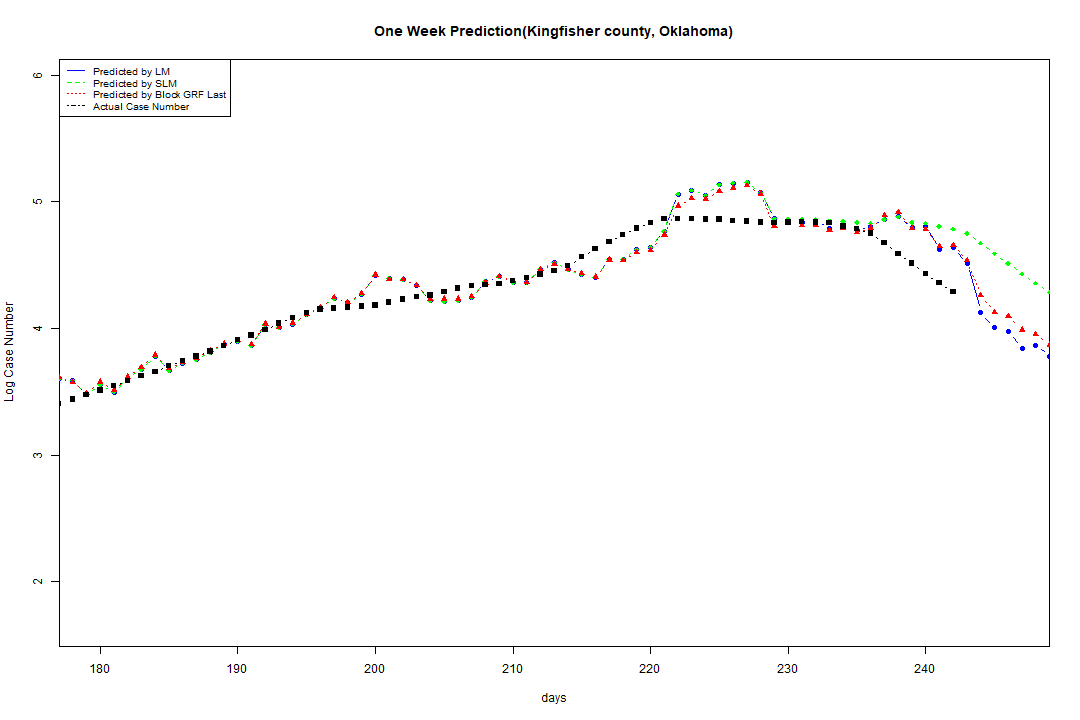 One Week Prediction(Kingfisher county, Oklahoma)
Predicted by LM
Predicted by SLM
Predicted by Block GRF Last
Actual Case Number
6
5
4
3
2
Log Case Number
180 190 200 210 220 230 240
days